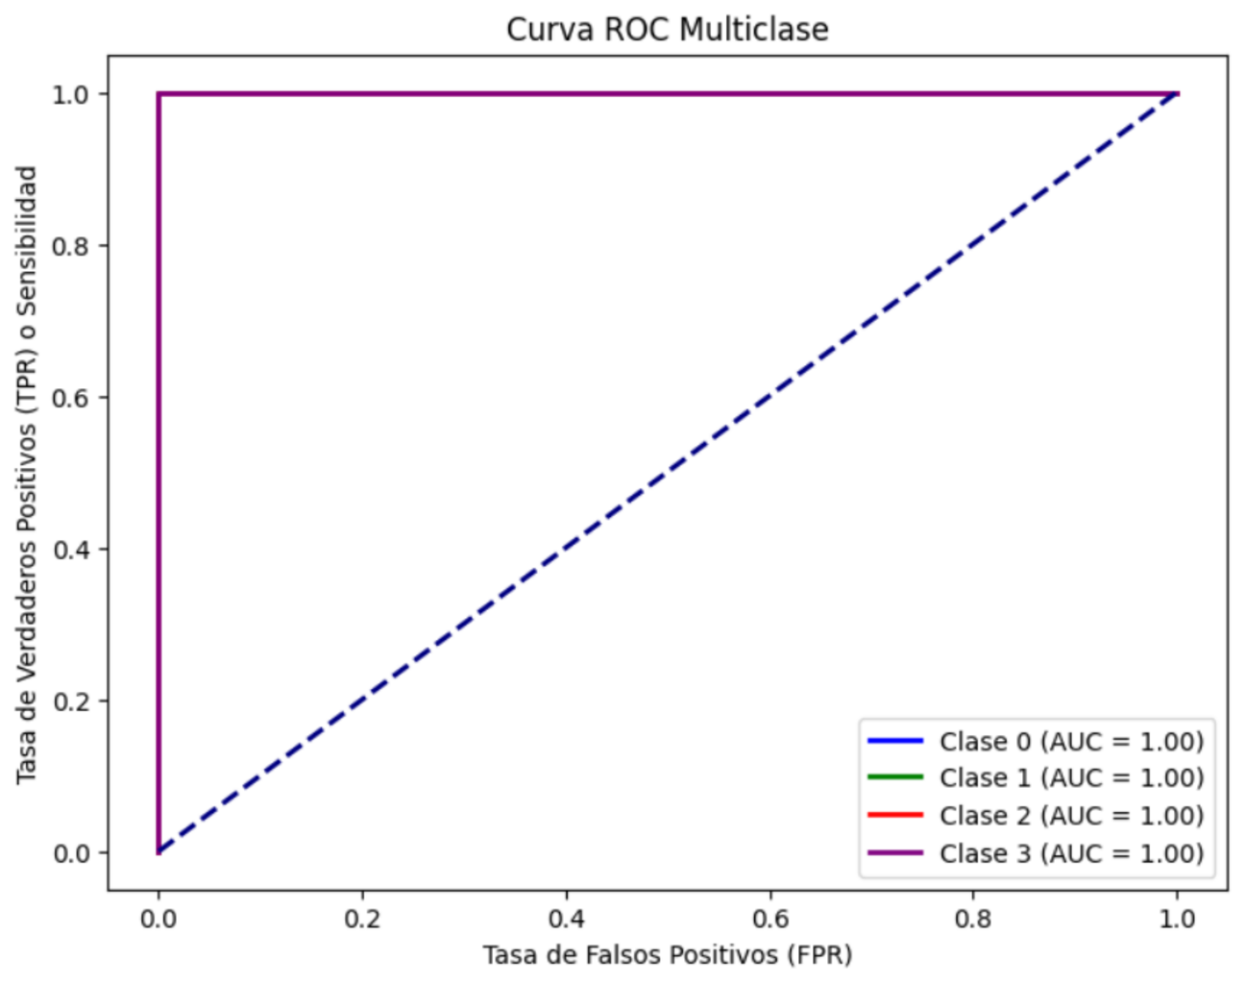 Curva ROC Multiclase
Tasa de Verdaderos Positivos (TPR) o Sensibilidad
1.0
0.8
0.6
0.4
0.2
0.0
Clase 0 (AUC = 1.00)
Clase 1 (AUC = 1.00)
Clase 2 (AUC = 1.00)
Clase 3 (AUC = 1.00)
0.0 0.2 0.4 0.6 0.8 1.0
Tasa de Falsos Positivos (FPR)